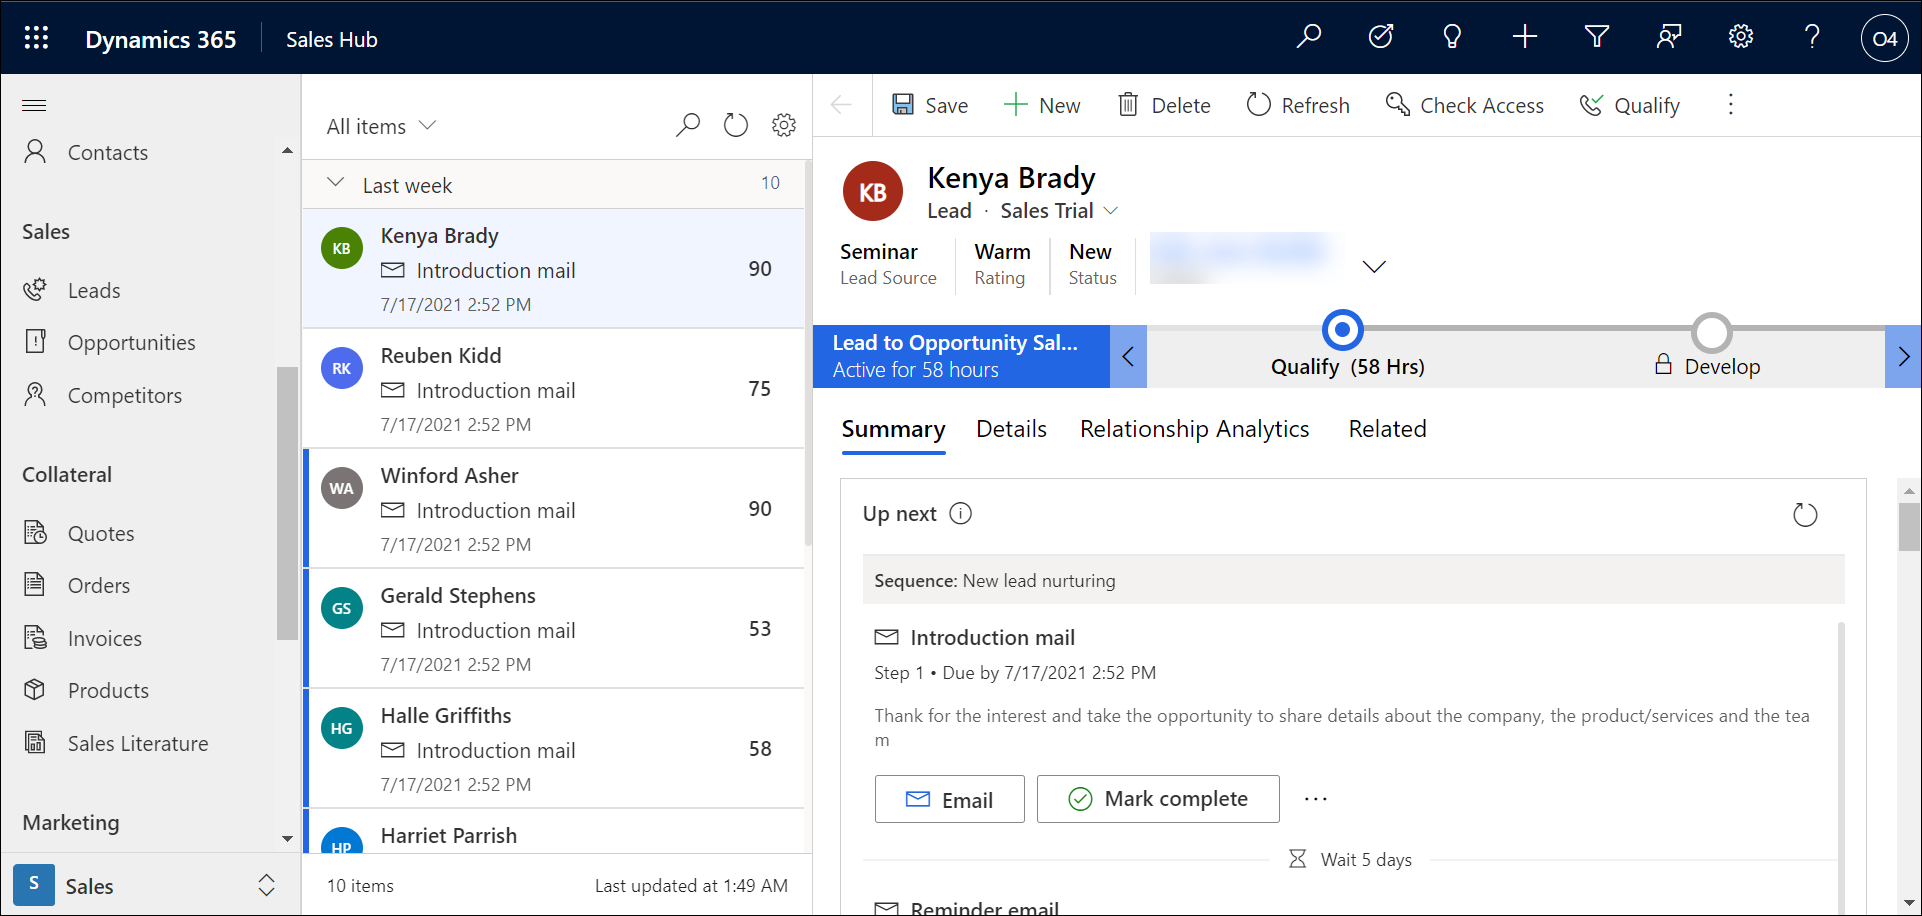 Dynamics 365
Sales Hub
O4
Contacts
Sales
Leads
Opportunities
Competitors
Collateral
Quotes
Orders
Invoices
Products
Sales Literature
Marketing
S Sales
All items
Last week 10
KB Kenya Brady
Introduction mail 90
7/17/2021 2:52 PM
RK Reuben Kidd
Introduction mail 75
7/17/2021 2:52 PM
WA Winford Asher
Introduction mail 90
7/17/2021 2:52 PM
GS Gerald Stephens
Introduction mail 53
7/17/2021 2:52 PM
HG Halle Griffiths
Introduction mail 58
7/17/2021 2:52 PM
HP Harriet Parrish
10 items Last updated at 1:49 AM
Save New Delete Refresh Check Access Qualify
KB Kenya Brady
Lead · Sales Trial
Seminar Warm New
Lead Source Rating Status
Lead to Opportunity Sal...
Active for 58 hours
Qualify (58 Hrs)
Develop
Summary Details Relationship Analytics Related
Up next
Sequence: New lead nurturing
Introduction mail
Step 1 • Due by 7/17/2021 2:52 PM
Thank for the interest and take the opportunity to share details about the company, the product/services and the tea
m
Email Mark complete ...
Wait 5 days
Reminder email